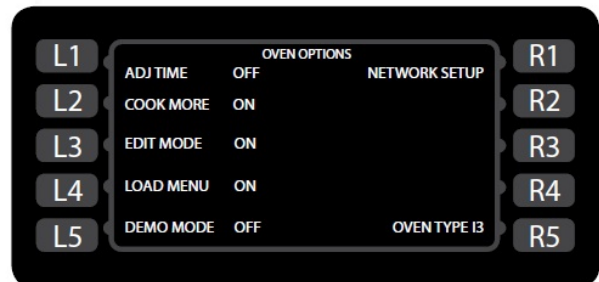 OVEN OPTIONS
L1 ADJ TIME OFF NETWORK SETUP R1
L2 COOK MORE ON R2
L3 EDIT MODE ON R3
L4 LOAD MENU ON R4
L5 DEMO MODE OFF OVEN TYPE I3 R5